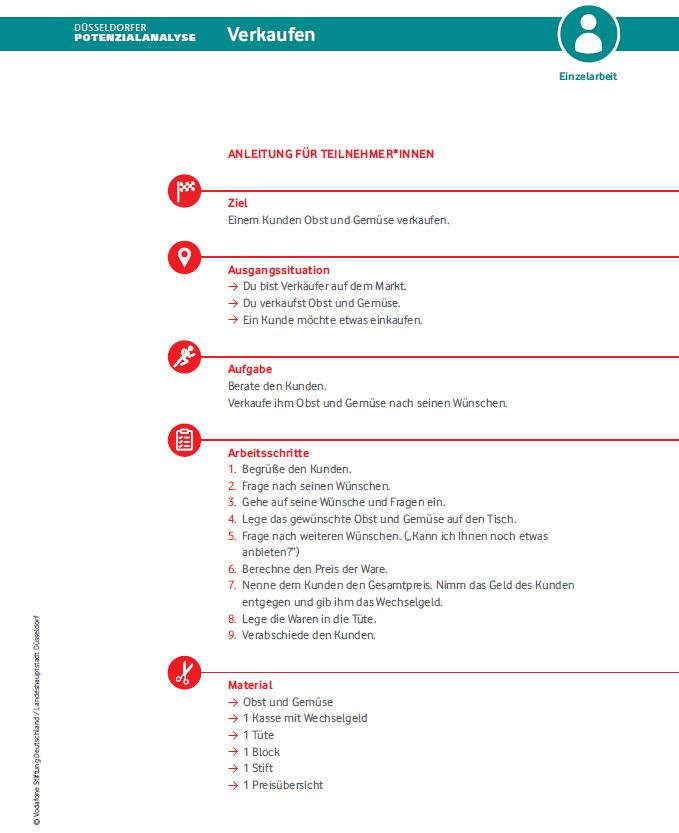 DÜSSELDORFER
POTENZIALANALYSE
Verkaufen
Einzelarbeit
ANLEITUNG FÜR TEILNEHMER*INNEN
Ziel
Einem Kunden Obst und Gemüse verkaufen.
Ausgangssituation
→ Du bist Verkäufer auf dem Markt.
→ Du verkaufst Obst und Gemüse.
→ Ein Kunde möchte etwas einkaufen.
Aufgabe
Berate den Kunden.
Verkaufe ihm Obst und Gemüse nach seinen Wünschen.
Arbeitsschritte
1. Begrüße den Kunden.
2. Frage nach seinen Wünschen.
3. Gehe auf seine Wünsche und Fragen ein.
4. Lege das gewünschte Obst und Gemüse auf den Tisch.
5. Frage nach weiteren Wünschen. („Kann ich Ihnen noch etwas
anbieten?")
6. Berechne den Preis der Ware.
7. Nenne dem Kunden den Gesamtpreis. Nimm das Geld des Kunden
entgegen und gib ihm das Wechselgeld.
8. Lege die Waren in die Tüte.
9. Verabschiede den Kunden.
Material
→ Obst und Gemüse
→ 1 Kasse mit Wechselgeld
→ 1 Tüte
→ 1 Block
→ 1 Stift
→ 1 Preisübersicht
© Vodafone Stiftung Deutschland / Landeshauptstadt Düsseldorf